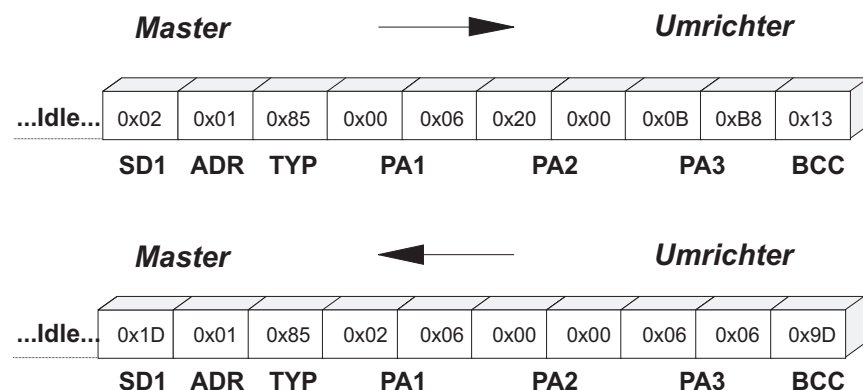 Master Umrichter
...Idle... 0x02 0x01 0x85 0x00 0x06 0x20 0x00 0x0B 0xB8 0x13
SD1 ADR TYP PA1 PA2 PA3 BCC
Master Umrichter
...Idle... 0x1D 0x01 0x85 0x02 0x06 0x00 0x00 0x06 0x06 0x9D
SD1 ADR TYP PA1 PA2 PA3 BCC